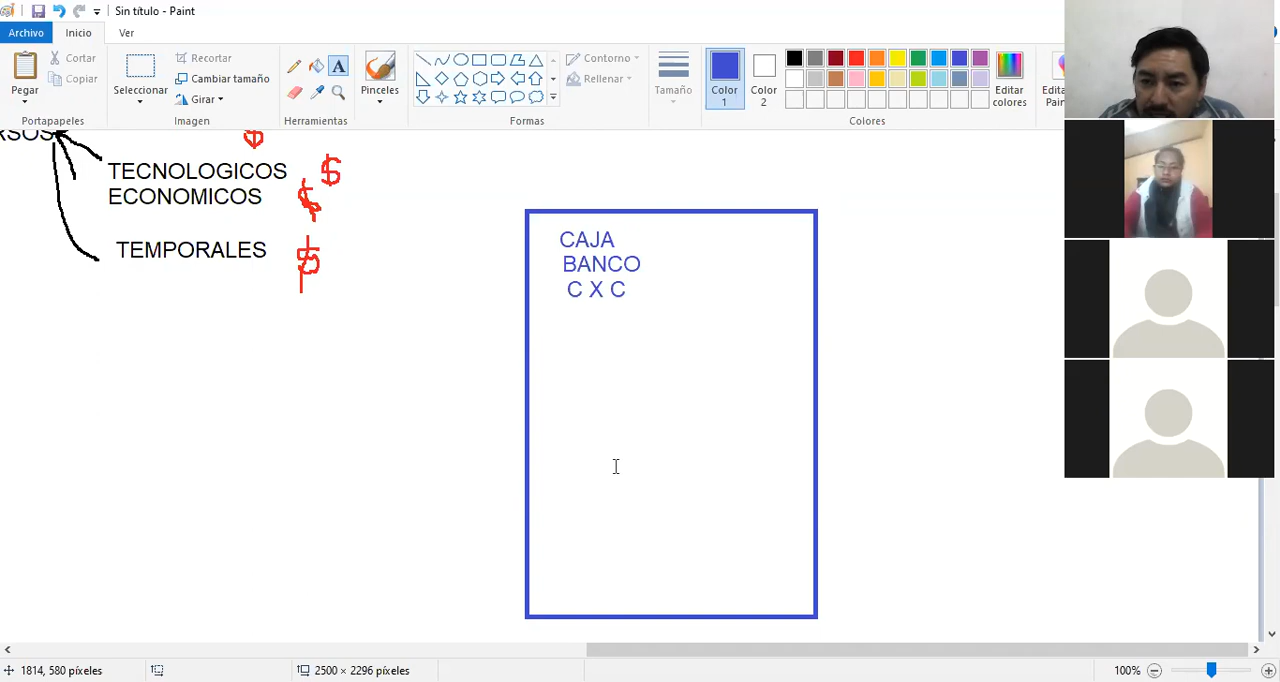 Sin título - Paint
Archivo
Inicio
Ver
Pegar
Cortar
Copiar
Portapapeles
Seleccionar
Recortar
Cambiar tamaño
Girar
Imagen
A
Herramientas
Pinceles
Contorno
Rellenar
Formas
Tamaño
Color
1
Color
2
Editar
colores
Colores
RSOS
$
TECNOLOGICOS $
ECONOMICOS $
TEMPORALES $
CAJA
BANCO
C X C
1814, 580 píxeles
2500 × 2296 píxeles
100%